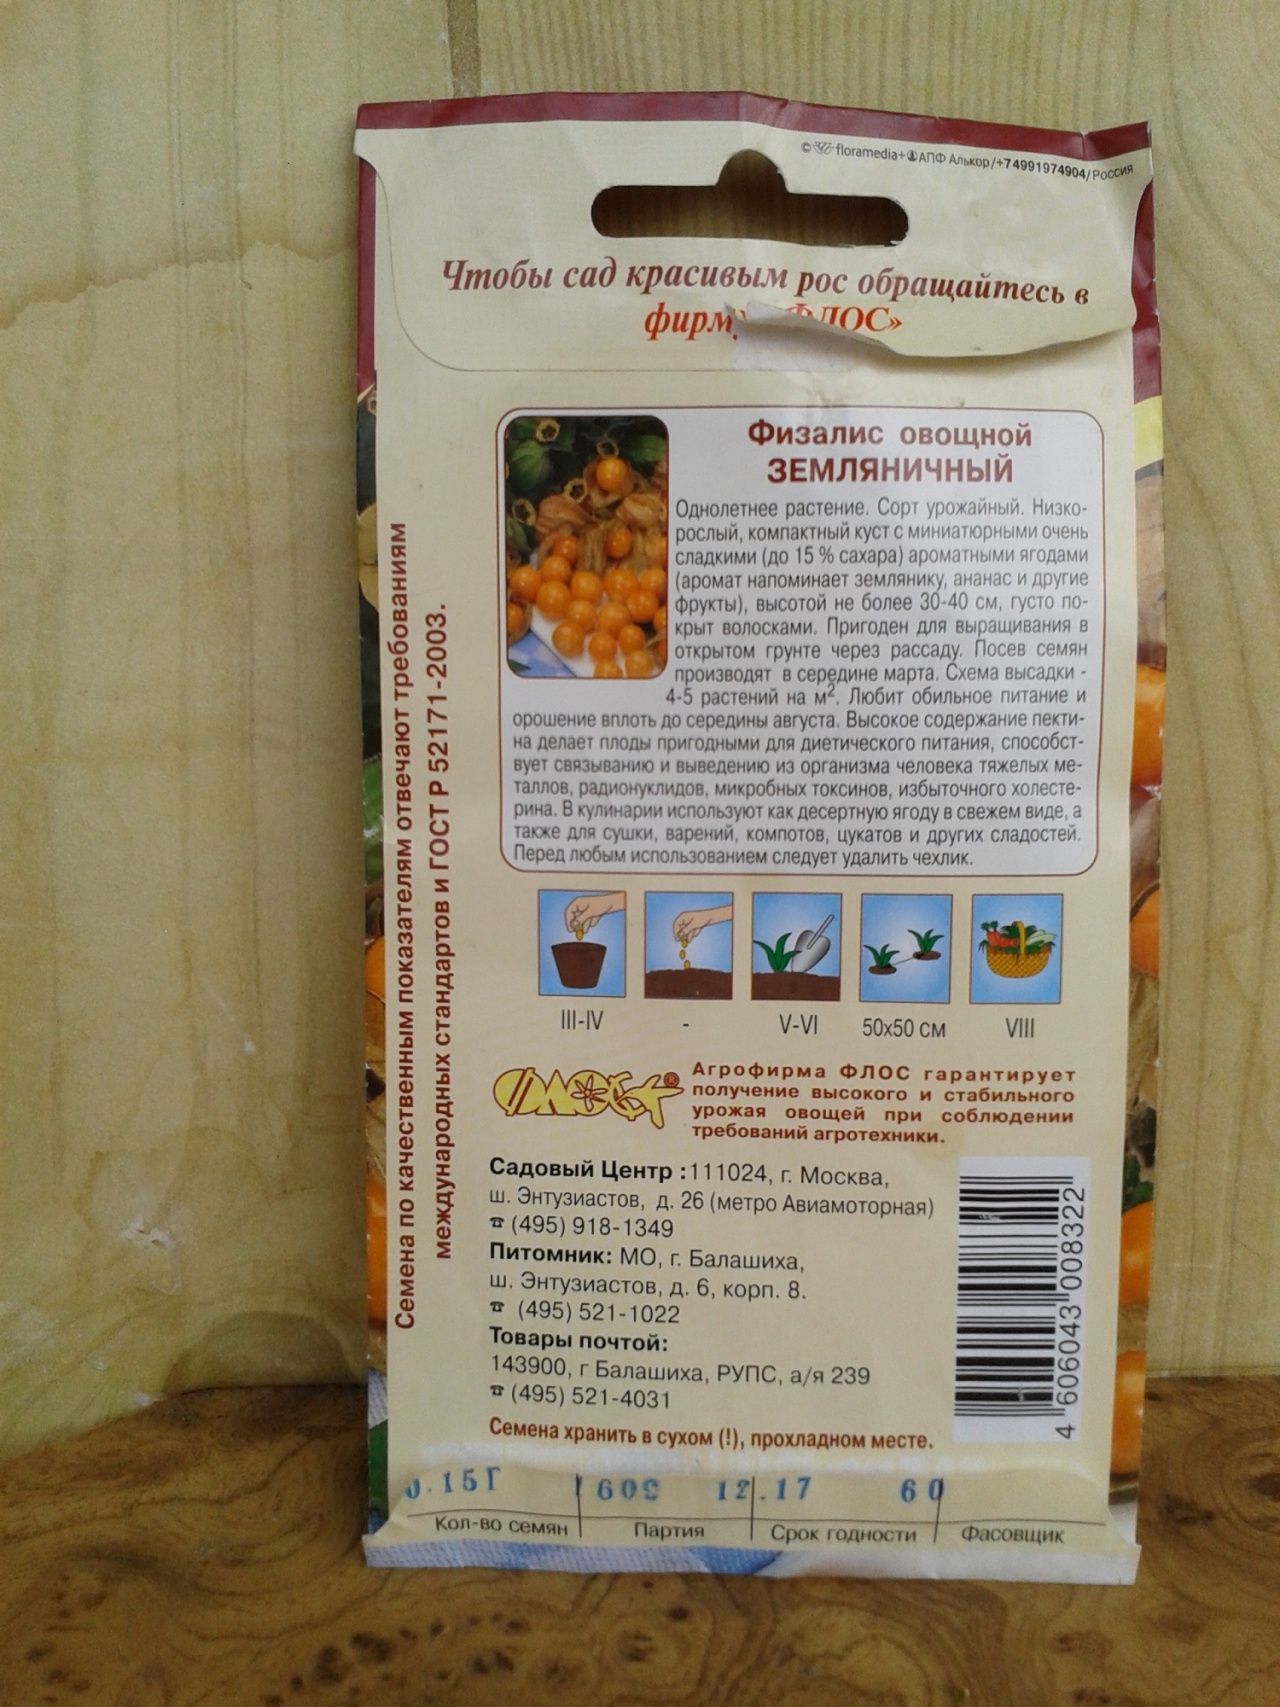 © floramedia+ АПФ Алькор/+74991974904/Россия
Чтобы сад красивым рос обращайтесь в
фирму «ФЛОС»
Физалис овощной
ЗЕМЛЯНИЧНЫЙ
Однолетнее растение. Сорт урожайный. Низко-
рослый, компактный куст с миниатюрными очень
сладкими (до 15 % сахара) ароматными ягодами
(аромат напоминает землянику, ананас и другие
фрукты), высотой не более 30-40 см, густо по-
крыт волосками. Пригоден для выращивания в
открытом грунте через рассаду. Посев семян
производят в середине марта. Схема высадки -
4-5 растений на м². Любит обильное питание и
орошение вплоть до середины августа. Высокое содержание пекти-
на делает плоды пригодными для диетического питания, способст-
вует связыванию и выведению из организма человека тяжелых ме-
таллов, радионуклидов, микробных токсинов, избыточного холесте-
рина. В кулинарии используют как десертную ягоду в свежем виде, а
также для сушки, варений, компотов, цукатов и других сладостей.
Перед любым использованием следует удалить чехлик.
III-IV - V-VI 50х50 см VIII
Семена по качественным показателям отвечают требованиям
международных стандартов и ГОСТ Р 52171-2003.
ФЛОС ®
Агрофирма ФЛОС гарантирует
получение высокого и стабильного
урожая овощей при соблюдении
требований агротехники.
Садовый Центр :111024, г. Москва,
ш. Энтузиастов, д. 26 (метро Авиамоторная)
☎ (495) 918-1349
Питомник: МО, г. Балашиха,
ш. Энтузиастов, д. 6, корп. 8.
☎ (495) 521-1022
Товары почтой:
143900, г Балашиха, РУПС, а/я 239
☎ (495) 521-4031
Семена хранить в сухом (!), прохладном месте.
4 606043 008322
0.15Г 12.17 60
Кол-во семян Партия Срок годности Фасовщик